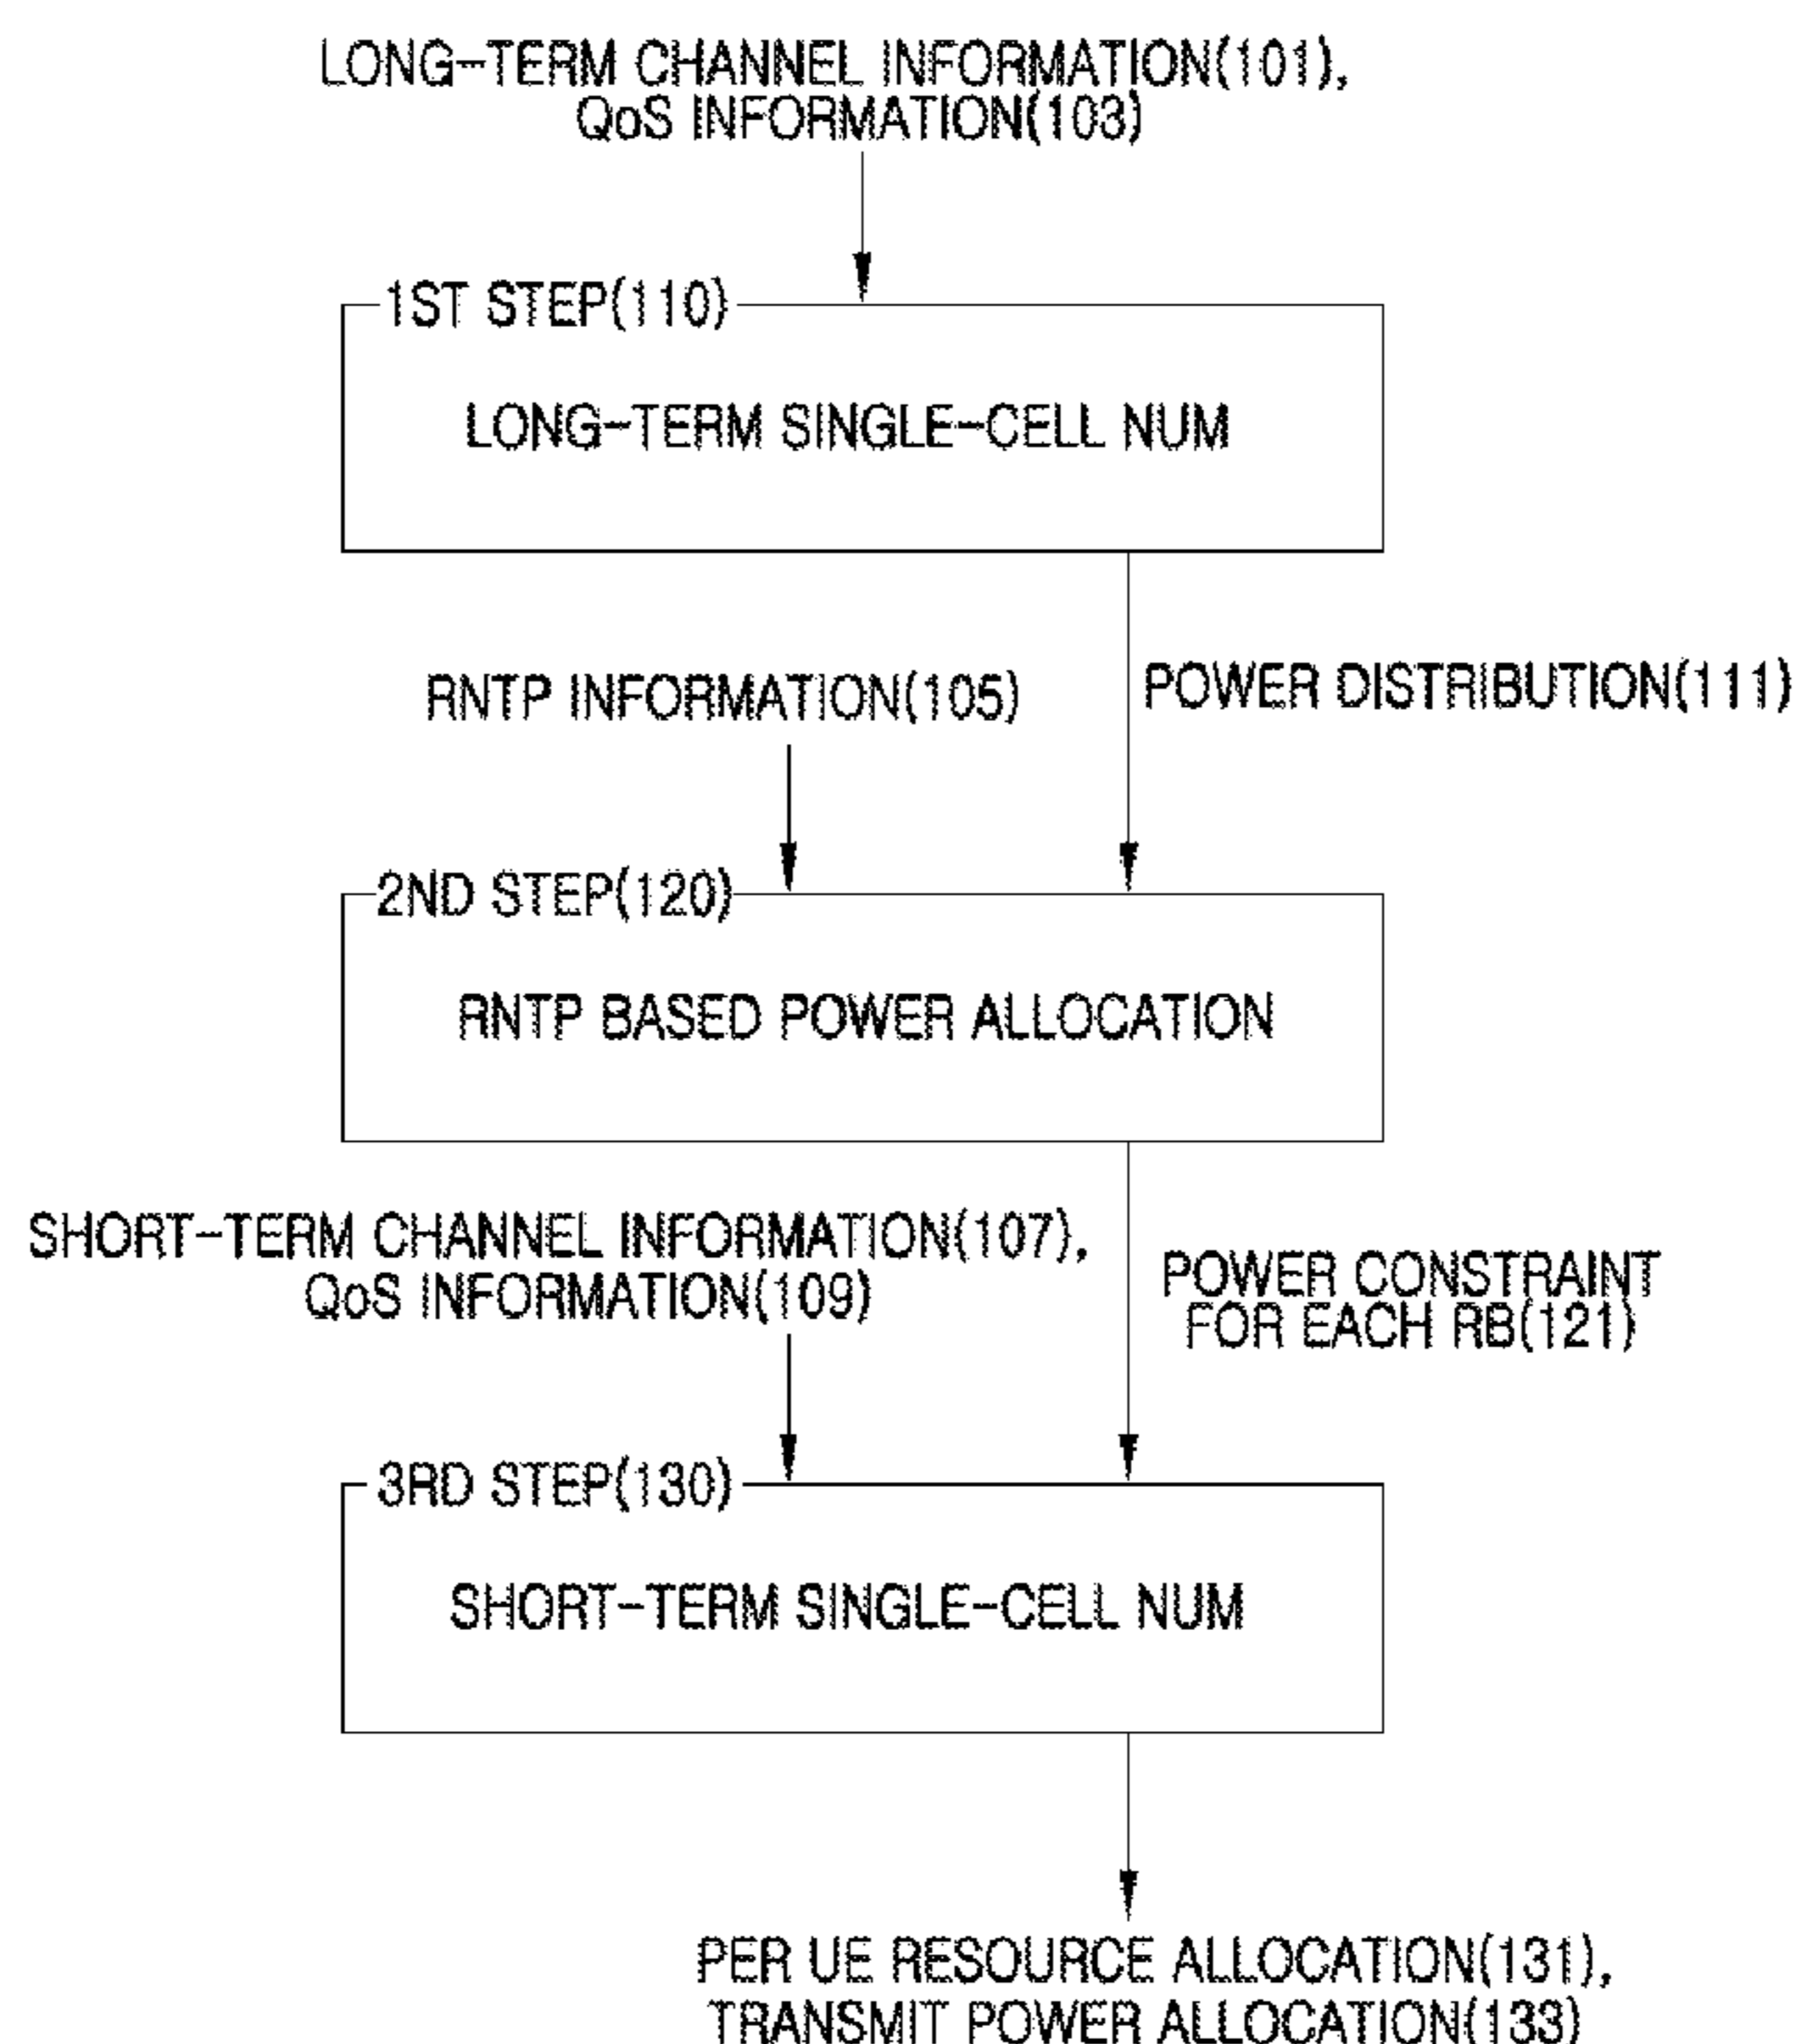 LONG-TERM CHANNEL INFORMATION(101),
QoS INFORMATION(103)
1ST STEP(110)
LONG-TERM SINGLE-CELL NUM
RNTP INFORMATION(105)
POWER DISTRIBUTION(111)
2ND STEP(120)
RNTP BASED POWER ALLOCATION
SHORT-TERM CHANNEL INFORMATION(107),
QoS INFORMATION(109)
POWER CONSTRAINT
FOR EACH RB(121)
3RD STEP(130)
SHORT-TERM SINGLE-CELL NUM
PER UE RESOURCE ALLOCATION(131),
TRANSMIT POWER ALLOCATION(133)